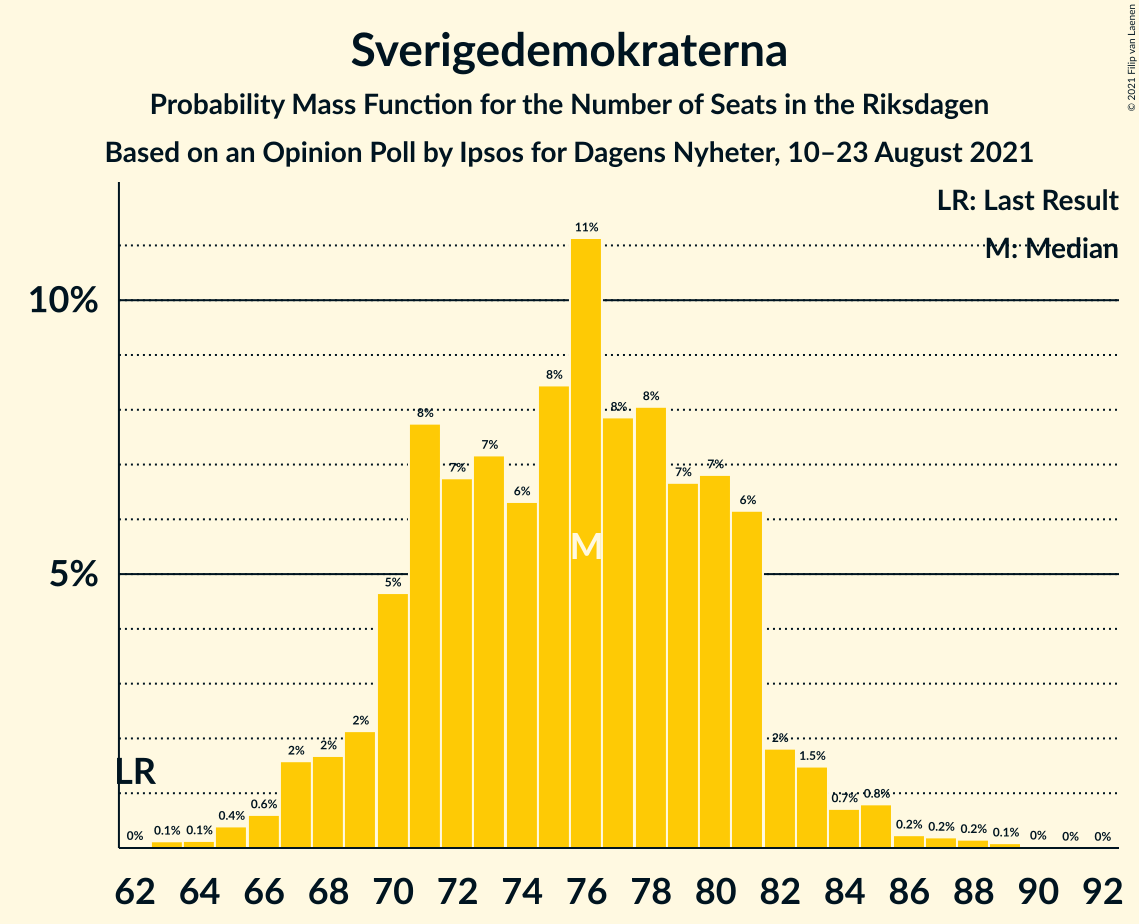 Sverigedemokraterna
Probability Mass Function for the Number of Seats in the Riksdagen
Based on an Opinion Poll by Ipsos for Dagens Nyheter, 10–23 August 2021
© 2021 Filip van Laenen
LR: Last Result
M: Median
10%
5%
LR
M
0% 0.1% 0.1% 0.4% 0.6% 2% 2% 2% 5% 8% 7% 7% 6% 8% 11% 8% 8% 7% 7% 6% 2% 1.5% 0.7% 0.8% 0.2% 0.2% 0.2% 0.1% 0% 0% 0%
62 64 66 68 70 72 74 76 78 80 82 84 86 88 90 92